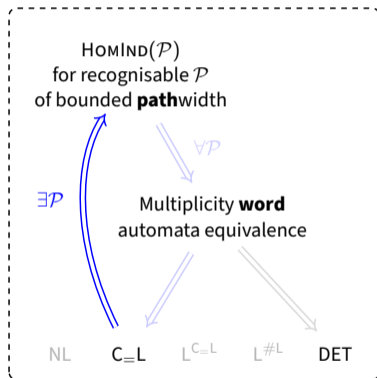 HOMIND(𝒫)
for recognisable 𝒫
of bounded pathwidth
∀𝒫
∃𝒫
Multiplicity word
automata equivalence
NL C₌L L^{C₌L} L^{#L} DET